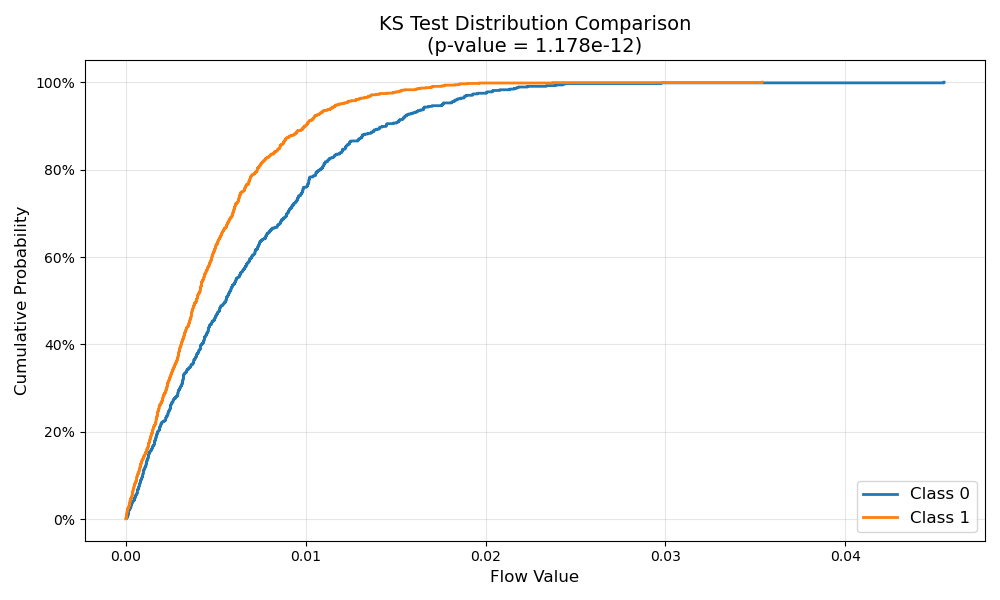 KS Test Distribution Comparison
(p-value = 1.178e-12)
Cumulative Probability
100%
80%
60%
40%
20%
0%
0.00 0.01 0.02 0.03 0.04
Flow Value
Class 0
Class 1